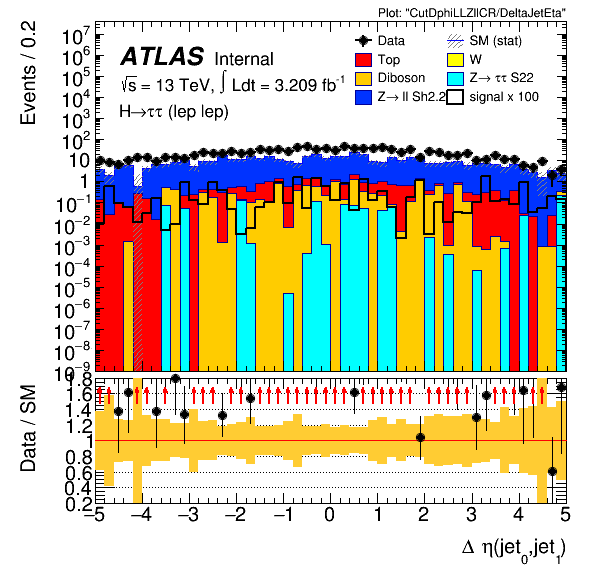 Plot: "CutDphiLLZllCR/DeltaJetEta"
Events / 0.2
10⁷
10⁶
10⁵
10⁴
10³
10²
10
1
10⁻¹
10⁻²
10⁻³
10⁻⁴
10⁻⁵
10⁻⁶
10⁻⁷
10⁻⁸
10⁻⁹
ATLAS Internal
√s = 13 TeV, ∫ Ldt = 3.209 fb⁻¹
H→ττ (lep lep)
Data
SM (stat)
Top
W
Diboson
Z→ ττ S22
Z→ ll Sh2.2
signal x 100
Data / SM
1.8
1.6
1.4
1.2
1
0.8
0.6
0.4
0.2
−5 −4 −3 −2 −1 0 1 2 3 4 5
Δ η(jet₀,jet₁)